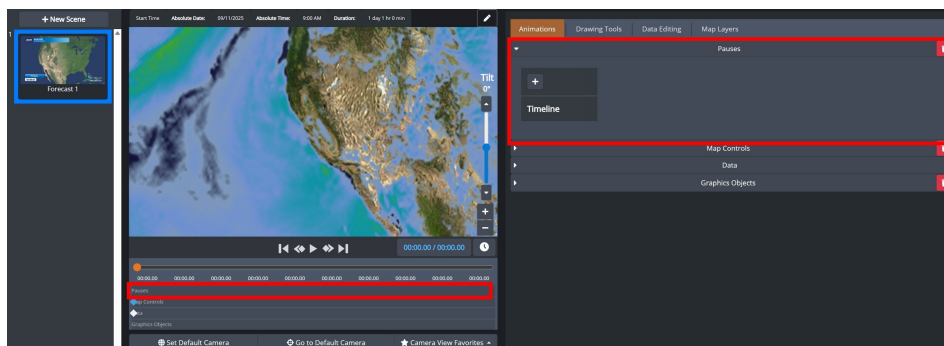 + New Scene
1
Forecast 1
Start Time Absolute Date: 09/11/2025 Absolute Time: 9:00 AM Duration: 1 day 1 hr 0 min
Tilt
0°
+
−
00:00.00 / 00:00.00
00:00.00 00:00.00 00:00.00 00:00.00 00:00.00 00:00.00 00:00.00 00:00.00 00:00.00 00:00.00
Pauses
Map Controls
Graphics Objects
Set Default Camera Go to Default Camera Camera View Favorites
Animations Drawing Tools Data Editing Map Layers
Pauses
+
Timeline
Map Controls
Data
Graphics Objects